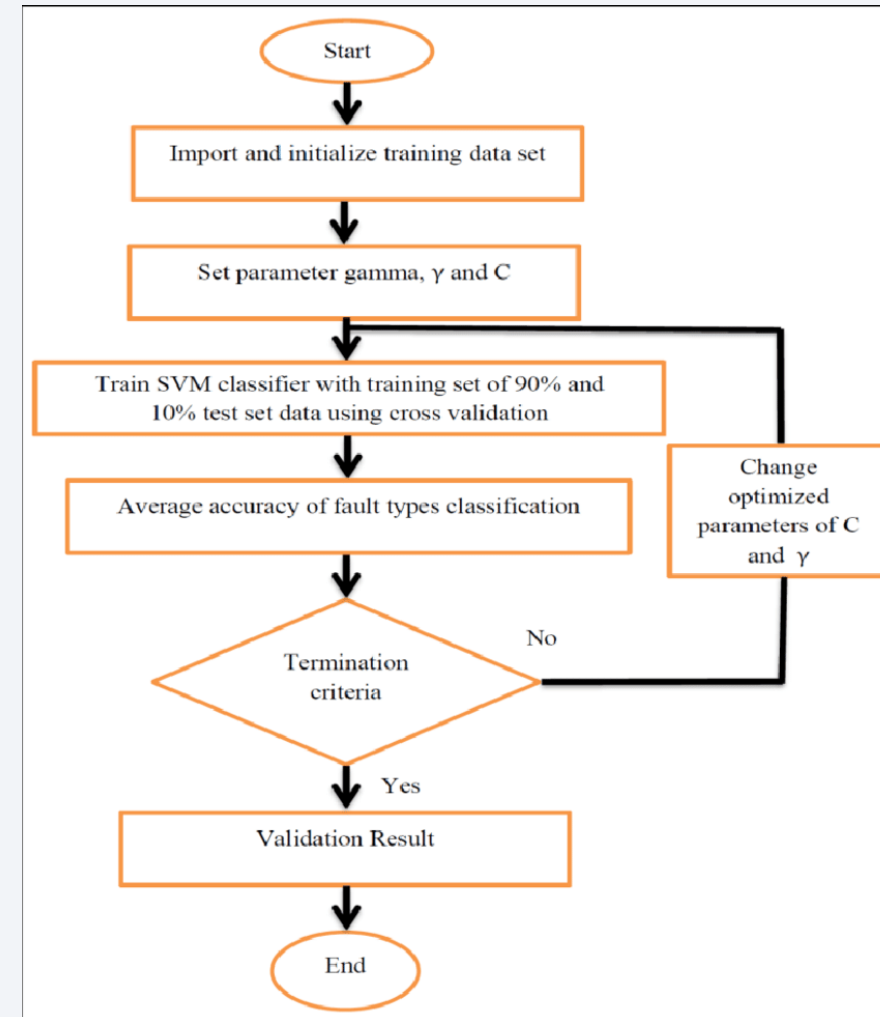 Start
Import and initialize training data set
Set parameter gamma, γ and C
Train SVM classifier with training set of 90% and
10% test set data using cross validation
Average accuracy of fault types classification
Change
optimized
parameters of C
and γ
No
Termination
criteria
Yes
Validation Result
End